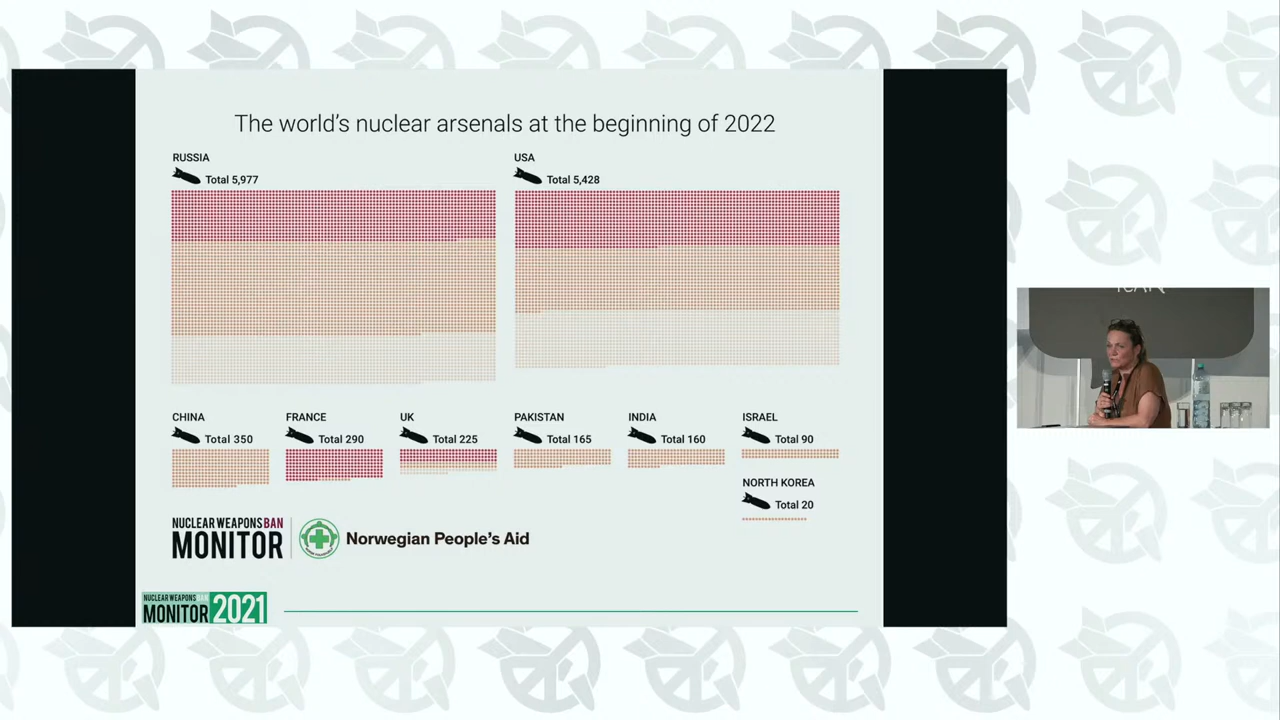 The world's nuclear arsenals at the beginning of 2022
RUSSIA
Total 5,977
USA
Total 5,428
CHINA
Total 350
FRANCE
Total 290
UK
Total 225
PAKISTAN
Total 165
INDIA
Total 160
ISRAEL
Total 90
NORTH KOREA
Total 20
NUCLEAR WEAPONS BAN
MONITOR
Norwegian People's Aid
NUCLEAR WEAPONS BAN
MONITOR 2021
ICAN